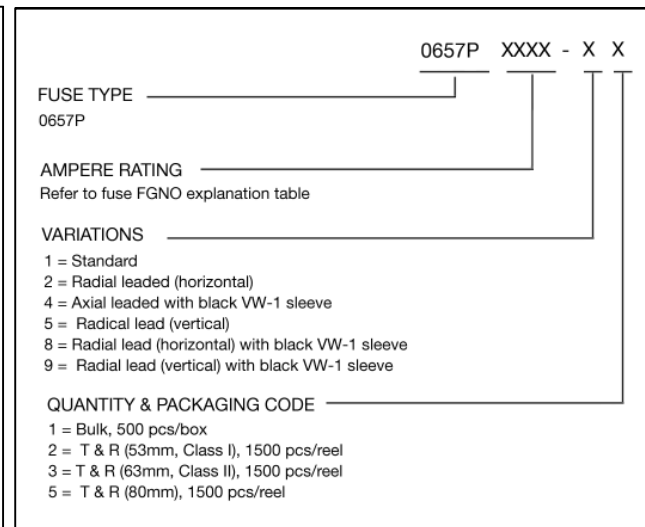 0657P XXXX - X X
FUSE TYPE
0657P
AMPERE RATING
Refer to fuse FGNO explanation table
VARIATIONS
1 = Standard
2 = Radial leaded (horizontal)
4 = Axial leaded with black VW-1 sleeve
5 = Radical lead (vertical)
8 = Radial lead (horizontal) with black VW-1 sleeve
9 = Radial lead (vertical) with black VW-1 sleeve
QUANTITY & PACKAGING CODE
1 = Bulk, 500 pcs/box
2 = T & R (53mm, Class I), 1500 pcs/reel
3 = T & R (63mm, Class II), 1500 pcs/reel
5 = T & R (80mm), 1500 pcs/reel